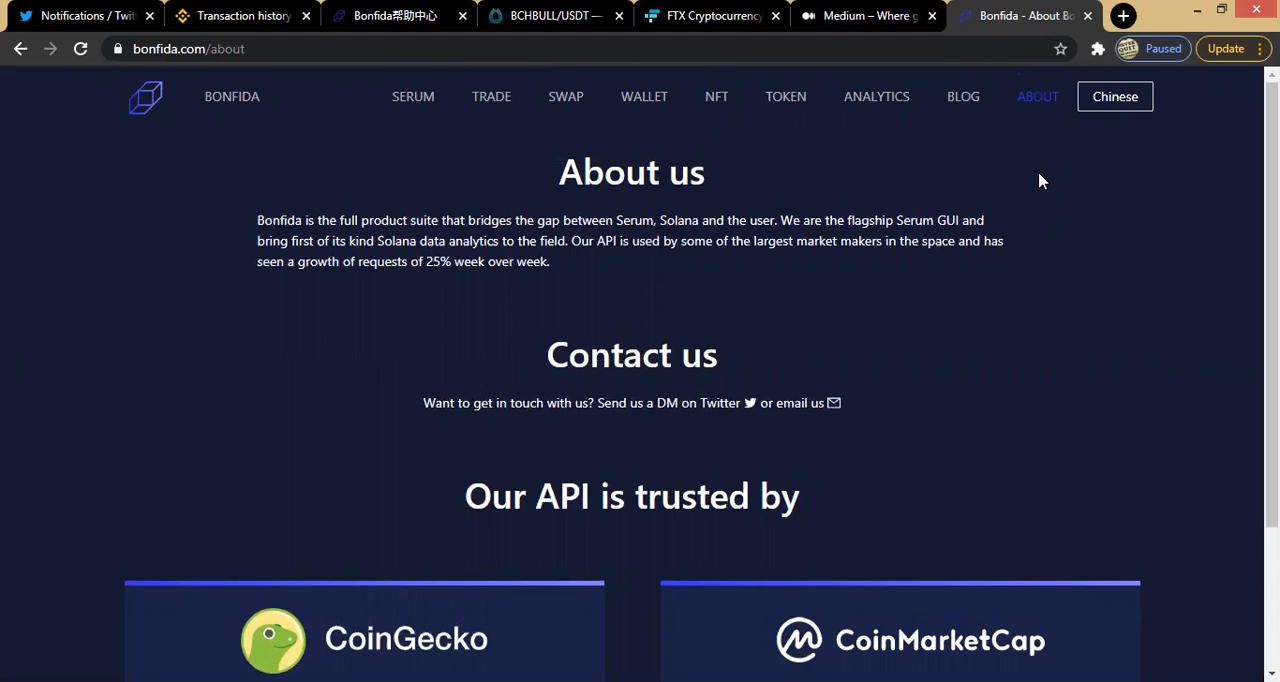 Notifications / Twit
Transaction history
Bonfida帮助中心
BCHBULL/USDT —
FTX Cryptocurrency
Medium – Where g
Bonfida - About Bo
bonfida.com/about
Paused
Update
BONFIDA
SERUM
TRADE
SWAP
WALLET
NFT
TOKEN
ANALYTICS
BLOG
ABOUT
Chinese
About us
Bonfida is the full product suite that bridges the gap between Serum, Solana and the user. We are the flagship Serum GUI and
bring first of its kind Solana data analytics to the field. Our API is used by some of the largest market makers in the space and has
seen a growth of requests of 25% week over week.
Contact us
Want to get in touch with us? Send us a DM on Twitter or email us
Our API is trusted by
CoinGecko
CoinMarketCap